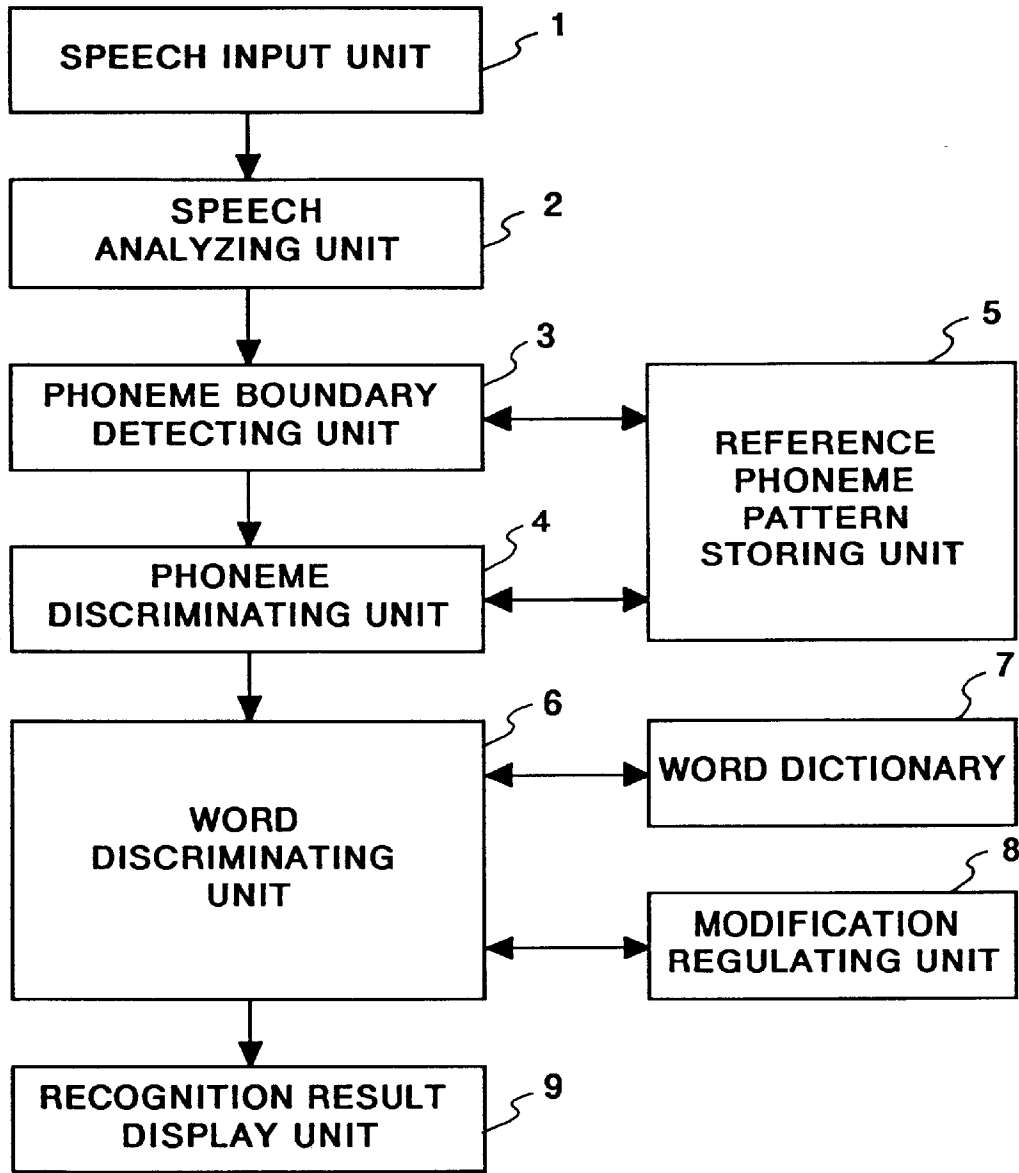 1
SPEECH INPUT UNIT
2
SPEECH
ANALYZING UNIT
3
PHONEME BOUNDARY
DETECTING UNIT
5
REFERENCE
PHONEME
PATTERN
STORING UNIT
4
PHONEME
DISCRIMINATING UNIT
6
WORD
DISCRIMINATING
UNIT
7
WORD DICTIONARY
8
MODIFICATION
REGULATING UNIT
9
RECOGNITION RESULT
DISPLAY UNIT